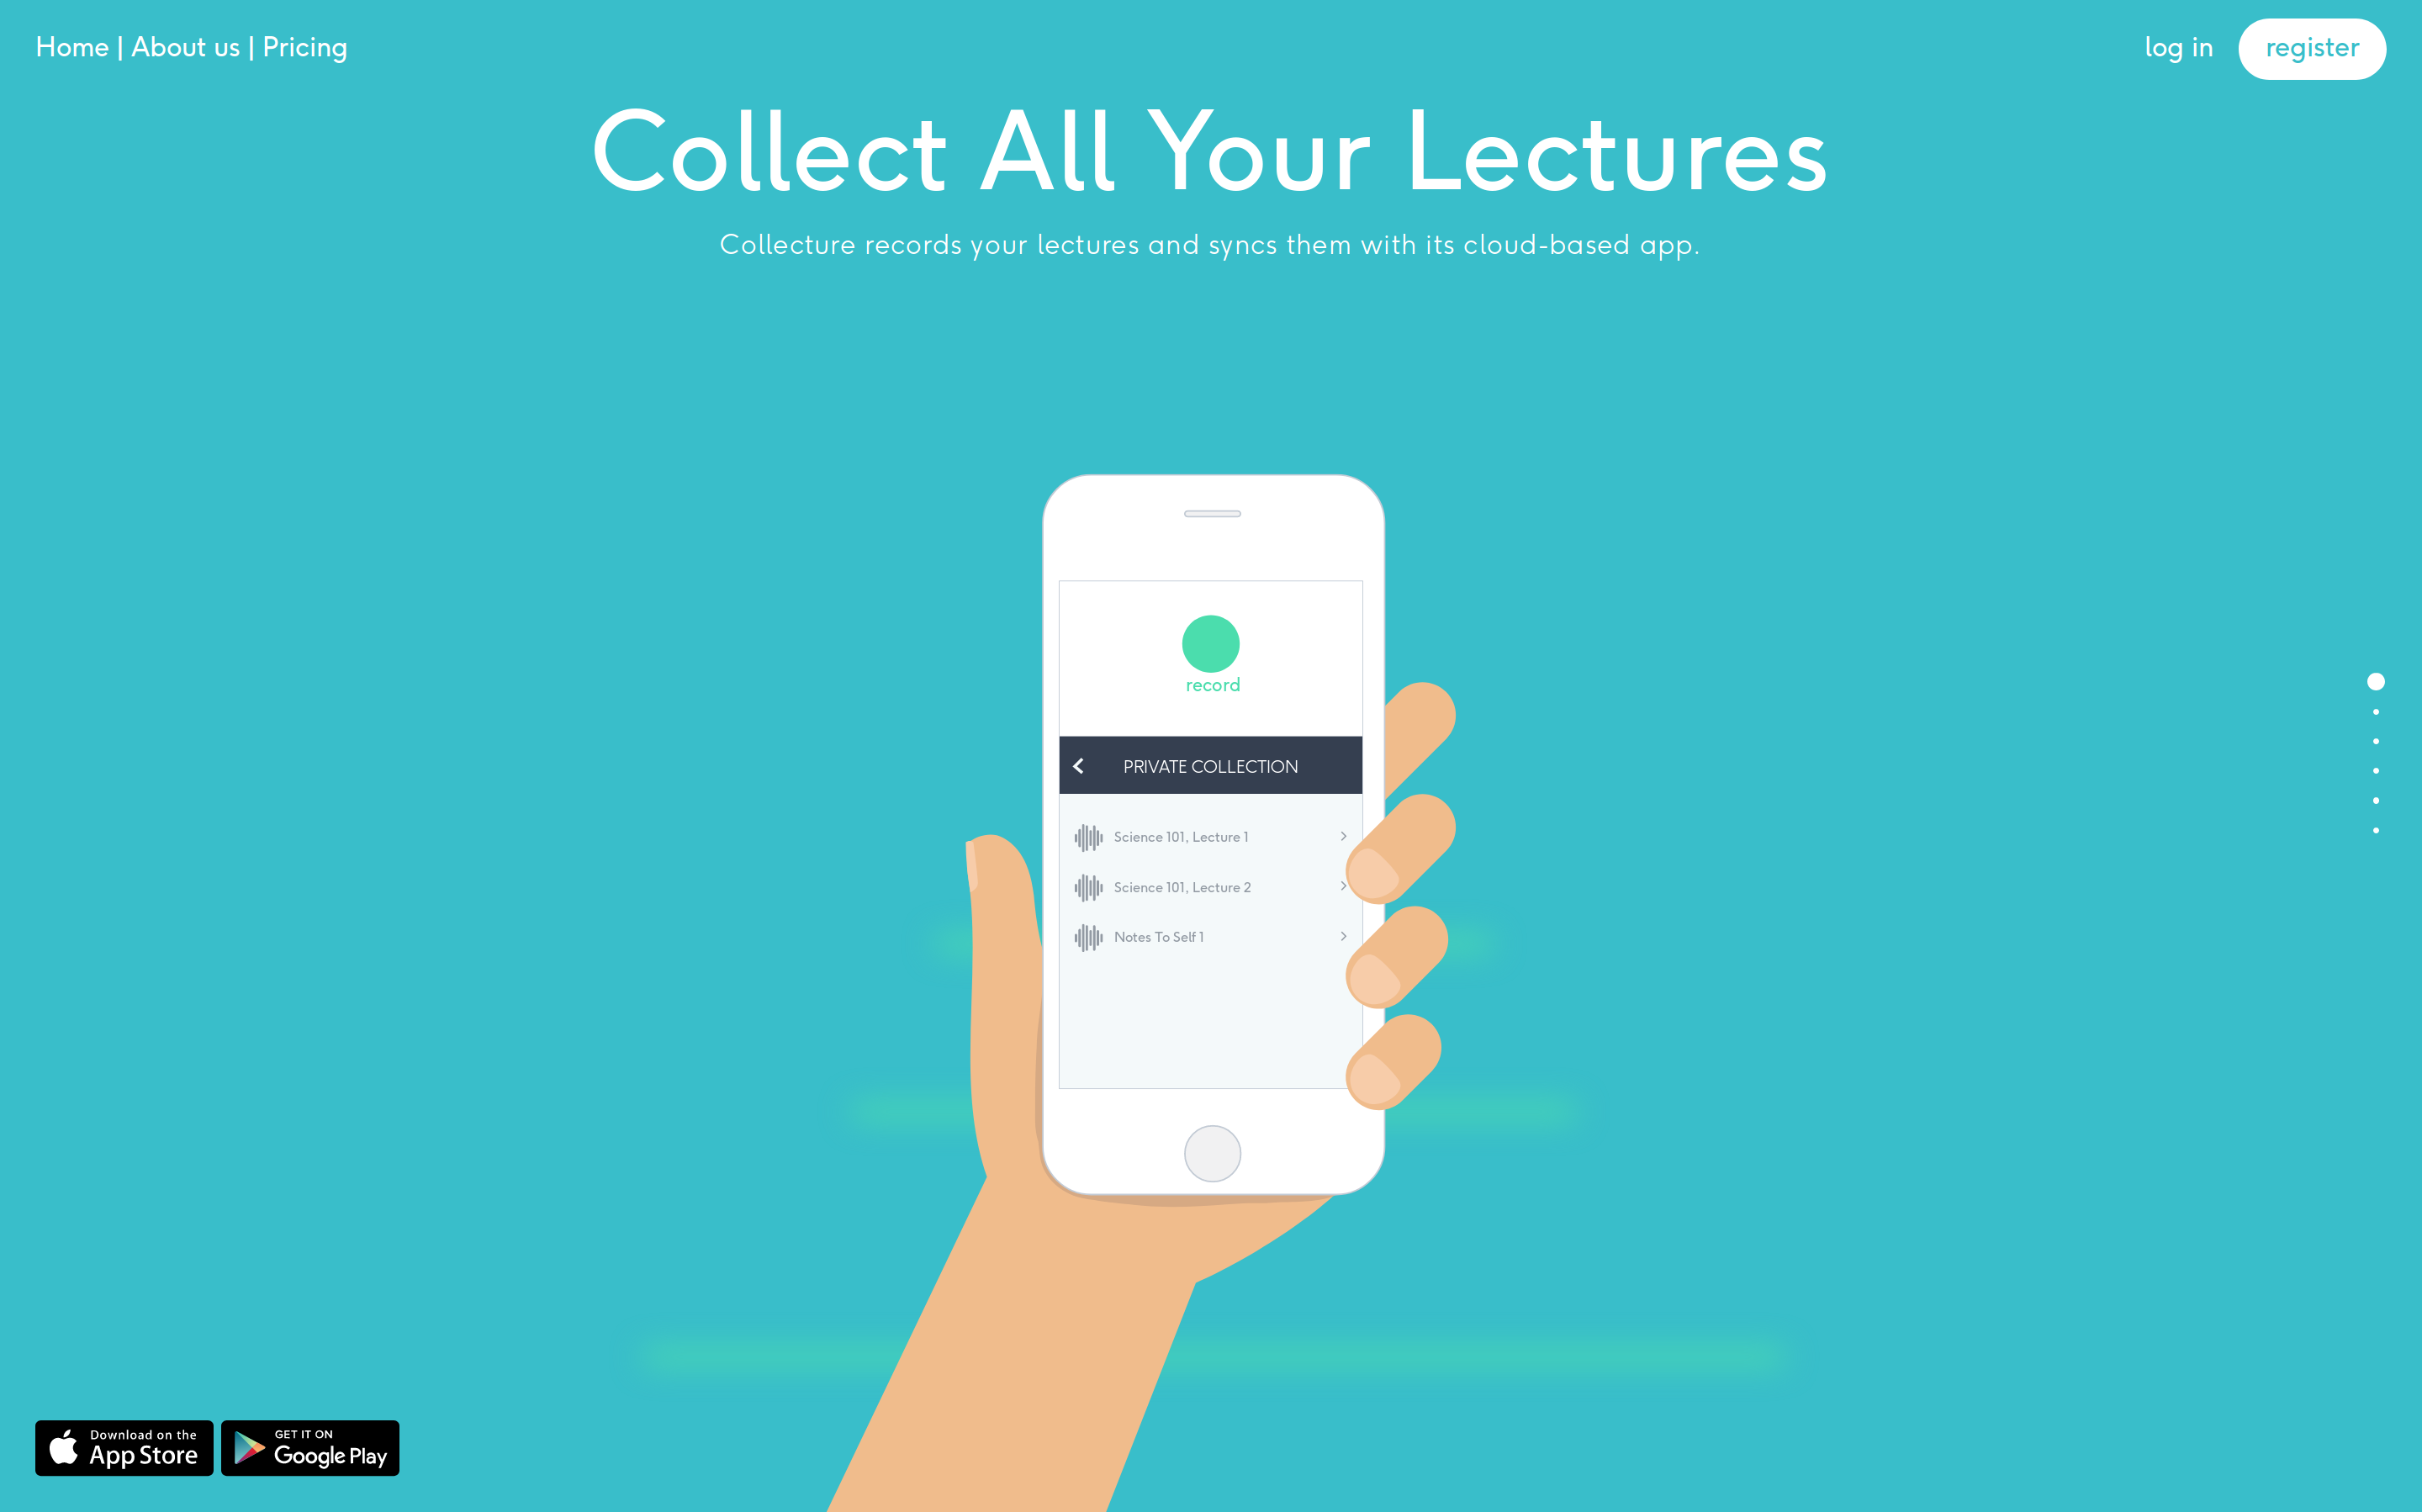 Home | About us | Pricing
log in
register
Collect All Your Lectures
Collecture records your lectures and syncs them with its cloud-based app.
record
PRIVATE COLLECTION
Science 101, Lecture 1
Science 101, Lecture 2
Notes To Self 1
Download on the
App Store
GET IT ON
Google Play